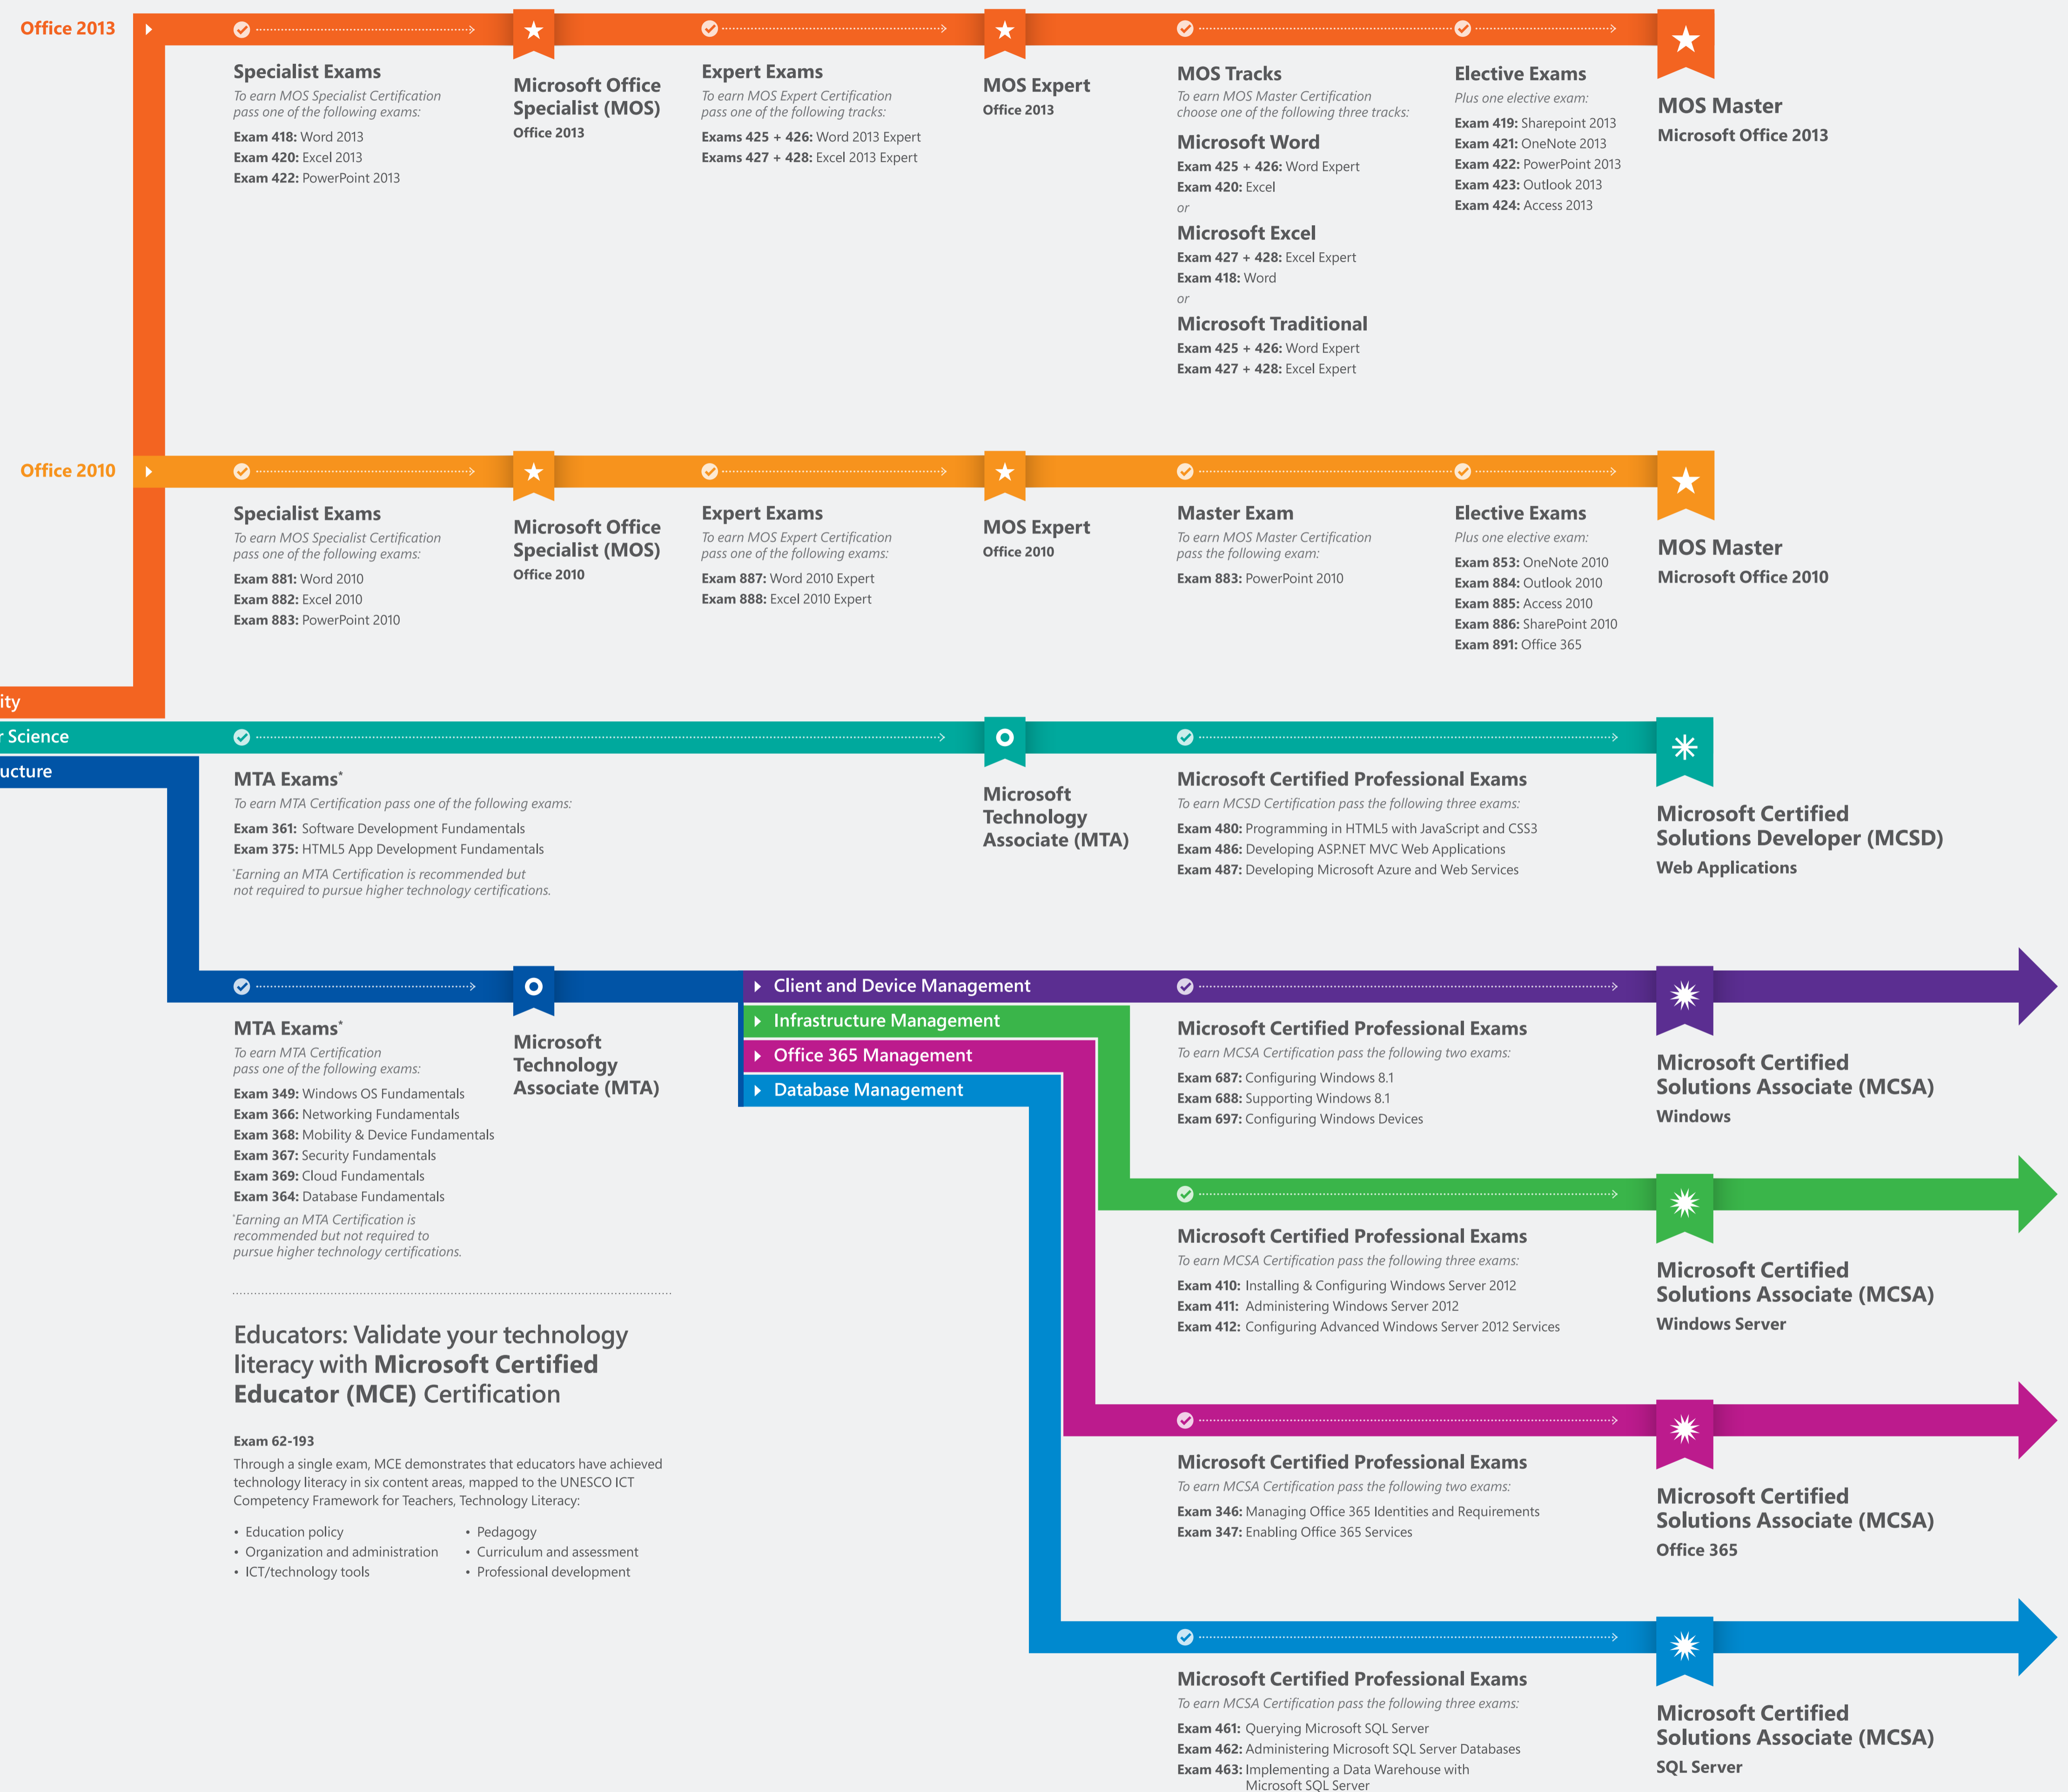 Office 2013
Specialist Exams
To earn MOS Specialist Certification
pass one of the following exams:
Exam 418: Word 2013
Exam 420: Excel 2013
Exam 422: PowerPoint 2013
Microsoft Office
Specialist (MOS)
Office 2013
Expert Exams
To earn MOS Expert Certification
pass one of the following tracks:
Exams 425 + 426: Word 2013 Expert
Exams 427 + 428: Excel 2013 Expert
MOS Expert
Office 2013
MOS Tracks
To earn MOS Master Certification
choose one of the following three tracks:
Microsoft Word
Exam 425 + 426: Word Expert
Exam 420: Excel
or
Microsoft Excel
Exam 427 + 428: Excel Expert
Exam 418: Word
or
Microsoft Traditional
Exam 425 + 426: Word Expert
Exam 427 + 428: Excel Expert
Elective Exams
Plus one elective exam:
Exam 419: Sharepoint 2013
Exam 421: OneNote 2013
Exam 422: PowerPoint 2013
Exam 423: Outlook 2013
Exam 424: Access 2013
MOS Master
Microsoft Office 2013
Office 2010
Specialist Exams
To earn MOS Specialist Certification
pass one of the following exams:
Exam 881: Word 2010
Exam 882: Excel 2010
Exam 883: PowerPoint 2010
Microsoft Office
Specialist (MOS)
Office 2010
Expert Exams
To earn MOS Expert Certification
pass one of the following exams:
Exam 887: Word 2010 Expert
Exam 888: Excel 2010 Expert
MOS Expert
Office 2010
Master Exam
To earn MOS Master Certification
pass the following exam:
Exam 883: PowerPoint 2010
Elective Exams
Plus one elective exam:
Exam 853: OneNote 2010
Exam 884: Outlook 2010
Exam 885: Access 2010
Exam 886: SharePoint 2010
Exam 891: Office 365
MOS Master
Microsoft Office 2010
ity
r Science
ucture
MTA Exams*
To earn MTA Certification pass one of the following exams:
Exam 361: Software Development Fundamentals
Exam 375: HTML5 App Development Fundamentals
*Earning an MTA Certification is recommended but
not required to pursue higher technology certifications.
Microsoft
Technology
Associate (MTA)
Microsoft Certified Professional Exams
To earn MCSD Certification pass the following three exams:
Exam 480: Programming in HTML5 with JavaScript and CSS3
Exam 486: Developing ASP.NET MVC Web Applications
Exam 487: Developing Microsoft Azure and Web Services
Microsoft Certified
Solutions Developer (MCSD)
Web Applications
MTA Exams*
To earn MTA Certification
pass one of the following exams:
Exam 349: Windows OS Fundamentals
Exam 366: Networking Fundamentals
Exam 368: Mobility & Device Fundamentals
Exam 367: Security Fundamentals
Exam 369: Cloud Fundamentals
Exam 364: Database Fundamentals
*Earning an MTA Certification is
recommended but not required to
pursue higher technology certifications.
Microsoft
Technology
Associate (MTA)
Client and Device Management
Infrastructure Management
Office 365 Management
Database Management
Microsoft Certified Professional Exams
To earn MCSA Certification pass the following two exams:
Exam 687: Configuring Windows 8.1
Exam 688: Supporting Windows 8.1
Exam 697: Configuring Windows Devices
Microsoft Certified
Solutions Associate (MCSA)
Windows
Microsoft Certified Professional Exams
To earn MCSA Certification pass the following three exams:
Exam 410: Installing & Configuring Windows Server 2012
Exam 411: Administering Windows Server 2012
Exam 412: Configuring Advanced Windows Server 2012 Services
Microsoft Certified
Solutions Associate (MCSA)
Windows Server
Educators: Validate your technology
literacy with Microsoft Certified
Educator (MCE) Certification
Exam 62-193
Through a single exam, MCE demonstrates that educators have achieved
technology literacy in six content areas, mapped to the UNESCO ICT
Competency Framework for Teachers, Technology Literacy:
• Education policy
• Organization and administration
• ICT/technology tools
• Pedagogy
• Curriculum and assessment
• Professional development
Microsoft Certified Professional Exams
To earn MCSA Certification pass the following two exams:
Exam 346: Managing Office 365 Identities and Requirements
Exam 347: Enabling Office 365 Services
Microsoft Certified
Solutions Associate (MCSA)
Office 365
Microsoft Certified Professional Exams
To earn MCSA Certification pass the following three exams:
Exam 461: Querying Microsoft SQL Server
Exam 462: Administering Microsoft SQL Server Databases
Exam 463: Implementing a Data Warehouse with
Microsoft SQL Server
Microsoft Certified
Solutions Associate (MCSA)
SQL Server